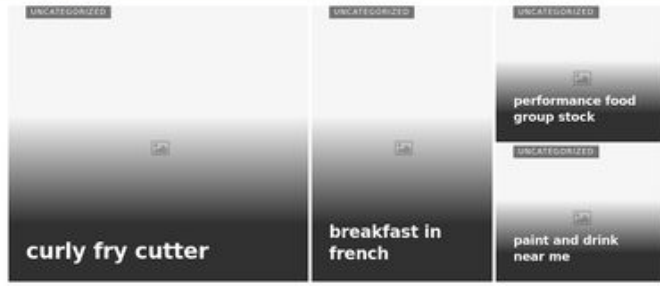 UNCATEGORIZED
curly fry cutter
UNCATEGORIZED
breakfast in
french
UNCATEGORIZED
performance food
group stock
UNCATEGORIZED
paint and drink
near me